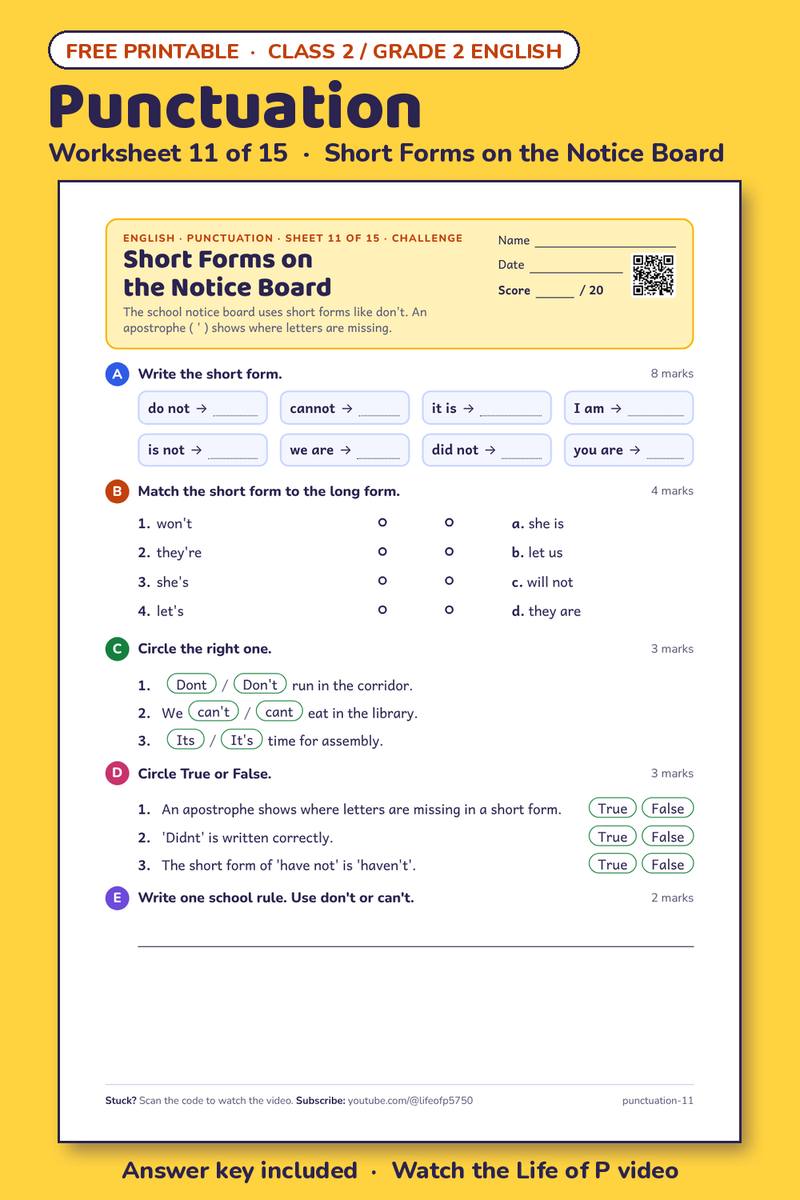 FREE PRINTABLE · CLASS 2 / GRADE 2 ENGLISH
Punctuation
Worksheet 11 of 15 · Short Forms on the Notice Board
ENGLISH · PUNCTUATION · SHEET 11 OF 15 · CHALLENGE
Short Forms on
the Notice Board
The school notice board uses short forms like don't. An
apostrophe ( ' ) shows where letters are missing.
Name
Date
Score / 20
A Write the short form. 8 marks
do not → cannot → it is → I am →
is not → we are → did not → you are →
B Match the short form to the long form. 4 marks
1. won't a. she is
2. they're b. let us
3. she's c. will not
4. let's d. they are
C Circle the right one. 3 marks
1. Dont / Don't run in the corridor.
2. We can't / cant eat in the library.
3. Its / It's time for assembly.
D Circle True or False. 3 marks
1. An apostrophe shows where letters are missing in a short form. True False
2. 'Didnt' is written correctly. True False
3. The short form of 'have not' is 'haven't'. True False
E Write one school rule. Use don't or can't. 2 marks
Stuck? Scan the code to watch the video. Subscribe: youtube.com/@lifeofp5750 punctuation-11
Answer key included · Watch the Life of P video